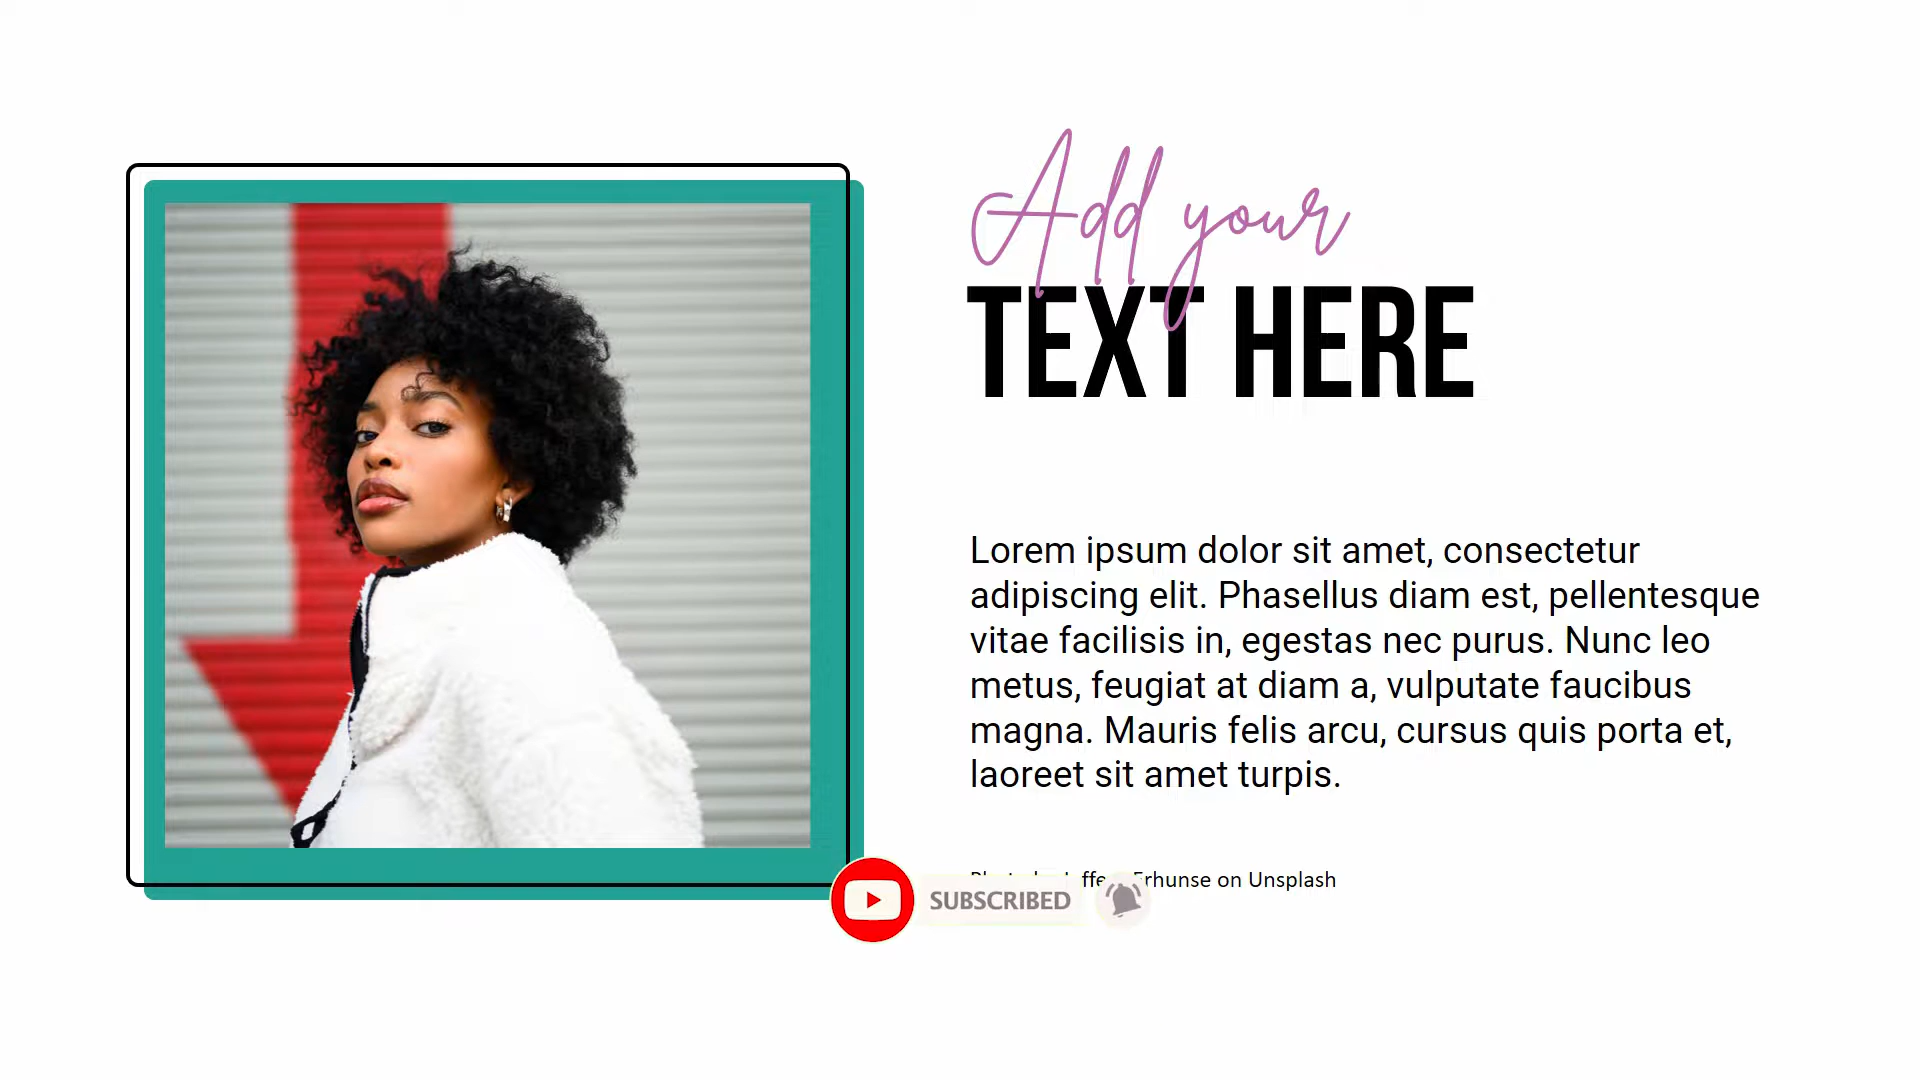 Add your
TEXT HERE
Lorem ipsum dolor sit amet, consectetur
adipiscing elit. Phasellus diam est, pellentesque
vitae facilisis in, egestas nec purus. Nunc leo
metus, feugiat at diam a, vulputate faucibus
magna. Mauris felis arcu, cursus quis porta et,
laoreet sit amet turpis.
Erhunse on Unsplash
SUBSCRIBED